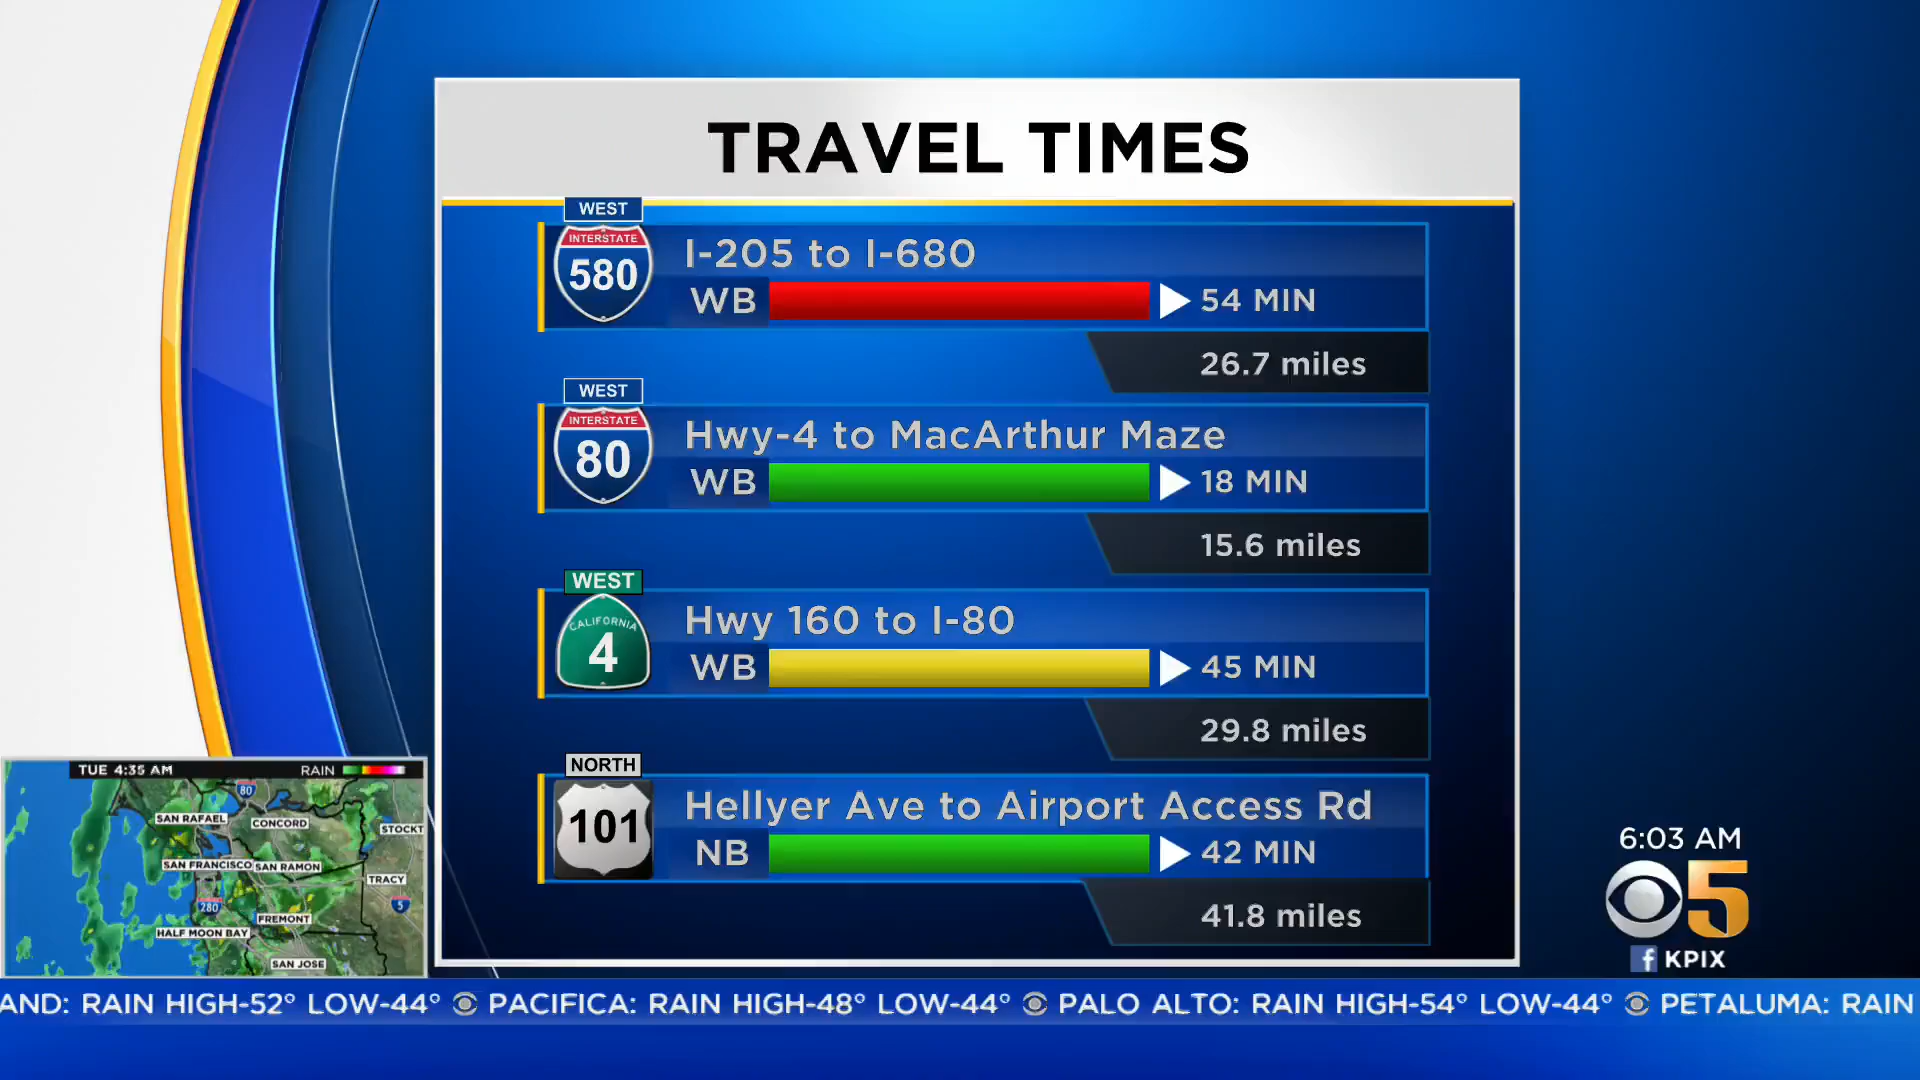 TRAVEL TIMES
WEST
INTERSTATE
580
I-205 to I-680
WB
54 MIN
26.7 miles
WEST
INTERSTATE
80
Hwy-4 to MacArthur Maze
WB
18 MIN
15.6 miles
WEST
CALIFORNIA
4
Hwy 160 to I-80
WB
45 MIN
29.8 miles
NORTH
101
Hellyer Ave to Airport Access Rd
NB
42 MIN
41.8 miles
TUE 4:35 AM
RAIN
80
SAN RAFAEL
CONCORD
STOCKT
SAN FRANCISCO
SAN RAMON
TRACY
280
5
FREMONT
HALF MOON BAY
SAN JOSE
6:03 AM
5
f KPIX
AND: RAIN HIGH-52° LOW-44° PACIFICA: RAIN HIGH-48° LOW-44° PALO ALTO: RAIN HIGH-54° LOW-44° PETALUMA: RAIN